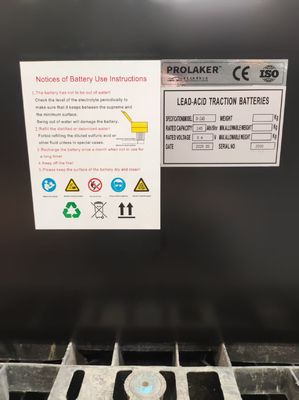 Notices of Battery Use Instructions
1.The battery has not to be out of water!
Check the level of the electrolyte periodically to
make sure that it keeps between the supreme and
the minimum.
Being out of water will damage the battery.
2.Refill the distilled or deionized water!
Forbid refilling the diluted sulfuric acid or
other fluid unless in special cases.
3.Recharge the battery once a month when not to use for
a long time!
4.Keep off the fire!
5.Please keep the surface of the battery dry and clean!
PROLAKER
CE
ISO
LEAD-ACID TRACTION BATTERIES
SPECIFICATION/MODEL
WEIGHT
Kg
RATED CAPACITY
240
MIN.ALLOWABLE WEIGHT
Kg
RATED VOLTAGE
MAX.ALLOWABLE WEIGHT
Kg
DATE
SERIAL NO.